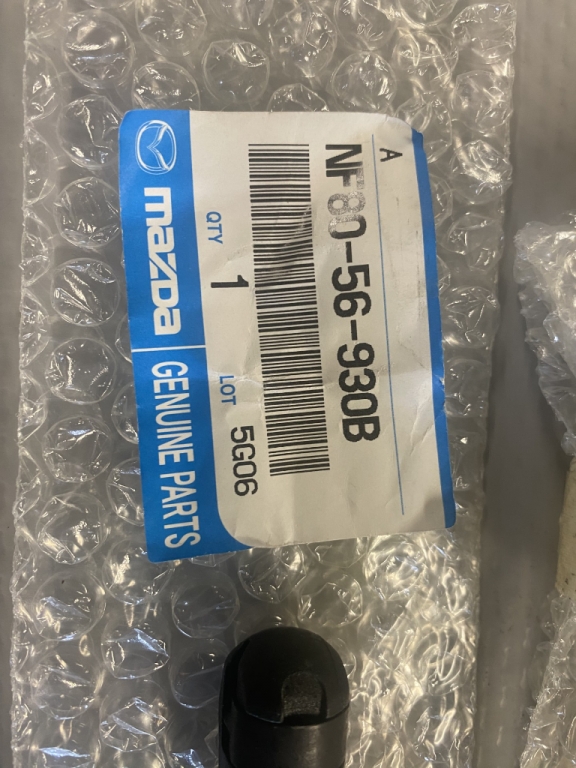 A
NF80-56-930B
QTY 1 LOT 5G06
mazda GENUINE PARTS